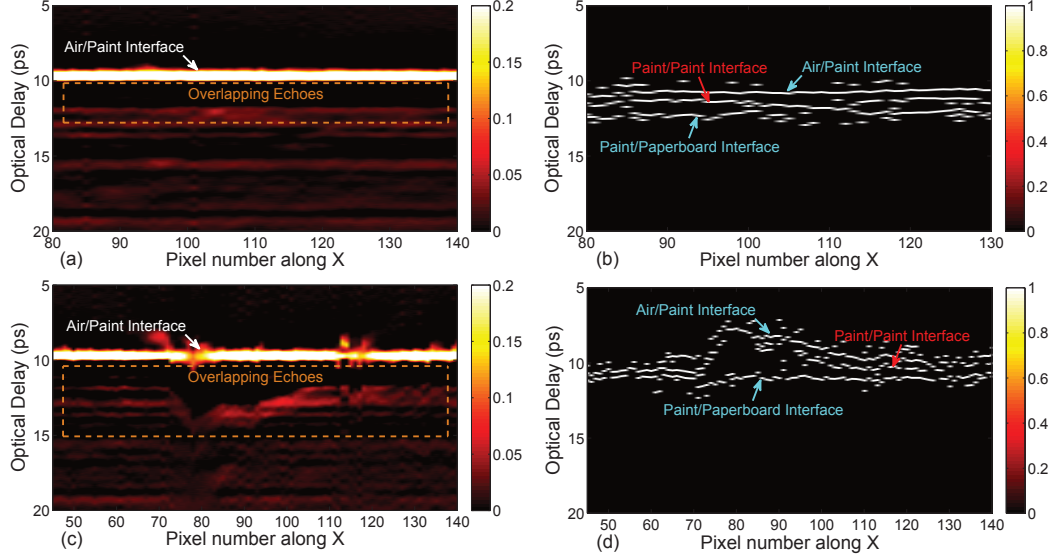 5
10
15
20
Optical Delay (ps)
Air/Paint Interface
Overlapping Echoes
0.2
0.15
0.1
0.05
0
80 90 100 110 120 130 140
(a) Pixel number along X
5
10
15
20
Optical Delay (ps)
Paint/Paint Interface
Air/Paint Interface
Paint/Paperboard Interface
1
0.8
0.6
0.4
0.2
0
80 90 100 110 120 130
(b) Pixel number along X
5
10
15
20
Optical Delay (ps)
Air/Paint Interface
Overlapping Echoes
0.2
0.15
0.1
0.05
0
50 60 70 80 90 100 110 120 130 140
(c) Pixel number along X
5
10
15
20
Optical Delay (ps)
Air/Paint Interface
Paint/Paint Interface
Paint/Paperboard Interface
1
0.8
0.6
0.4
0.2
0
50 60 70 80 90 100 110 120 130 140
(d) Pixel number along X